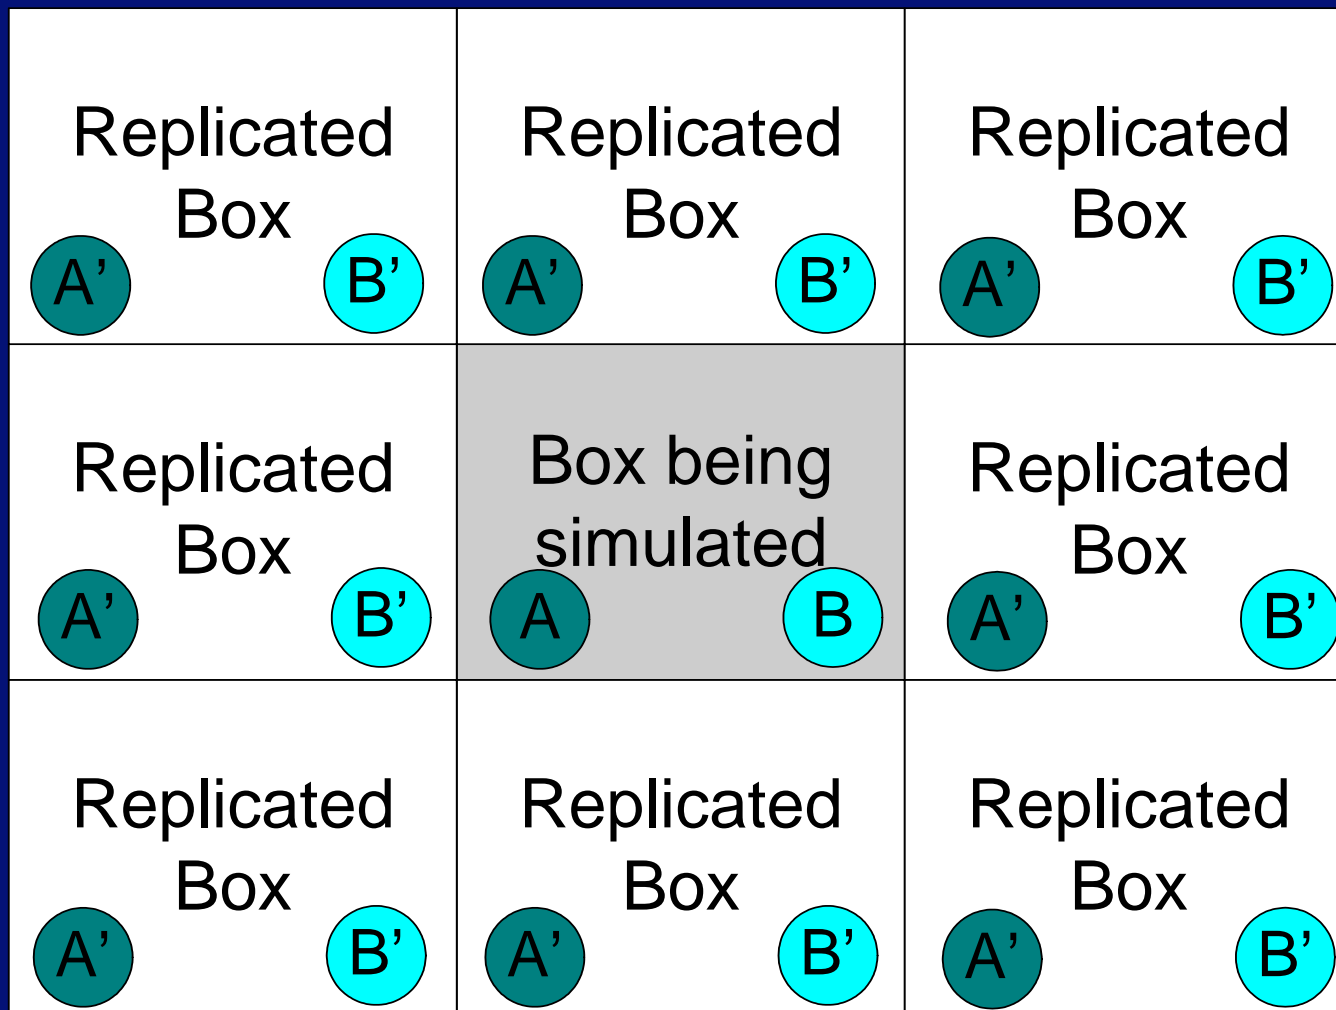 Replicated
Box
A’ B’
Replicated
Box
A’ B’
Replicated
Box
A’ B’
Replicated
Box
A’ B’
Box being
simulated
A B
Replicated
Box
A’ B’
Replicated
Box
A’ B’
Replicated
Box
A’ B’
Replicated
Box
A’ B’